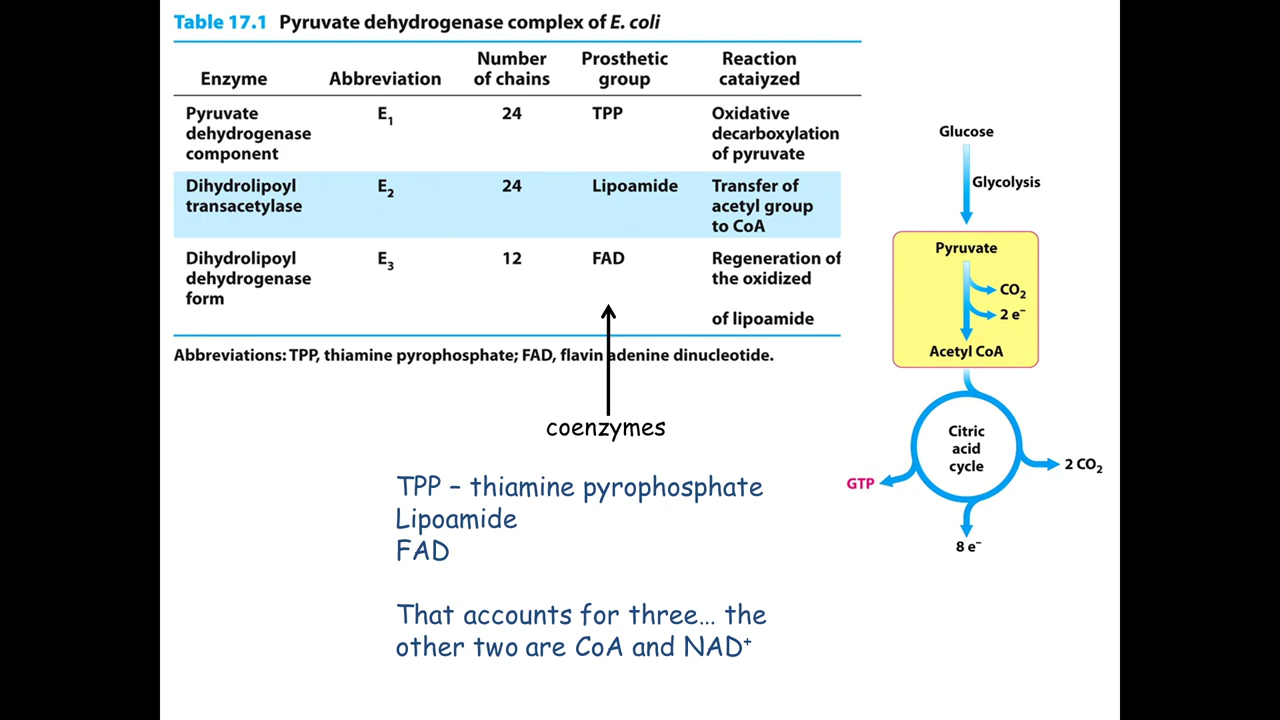 Table 17.1 Pyruvate dehydrogenase complex of E. coli
Enzyme
Abbreviation
Number
of chains
Prosthetic
group
Reaction
cataiyzed
Pyruvate
dehydrogenase
component
E₁
24
TPP
Oxidative
decarboxylation
of pyruvate
Dihydrolipoyl
transacetylase
E₂
24
Lipoamide
Transfer of
acetyl group
to CoA
Dihydrolipoyl
dehydrogenase
form
E₃
12
FAD
Regeneration of
the oxidized
of lipoamide
Abbreviations: TPP, thiamine pyrophosphate; FAD, flavin adenine dinucleotide.
coenzymes
TPP – thiamine pyrophosphate
Lipoamide
FAD
That accounts for three… the
other two are CoA and NAD⁺
Glucose
Glycolysis
Pyruvate
CO₂
2 e⁻
Acetyl CoA
Citric
acid
cycle
2 CO₂
GTP
8 e⁻